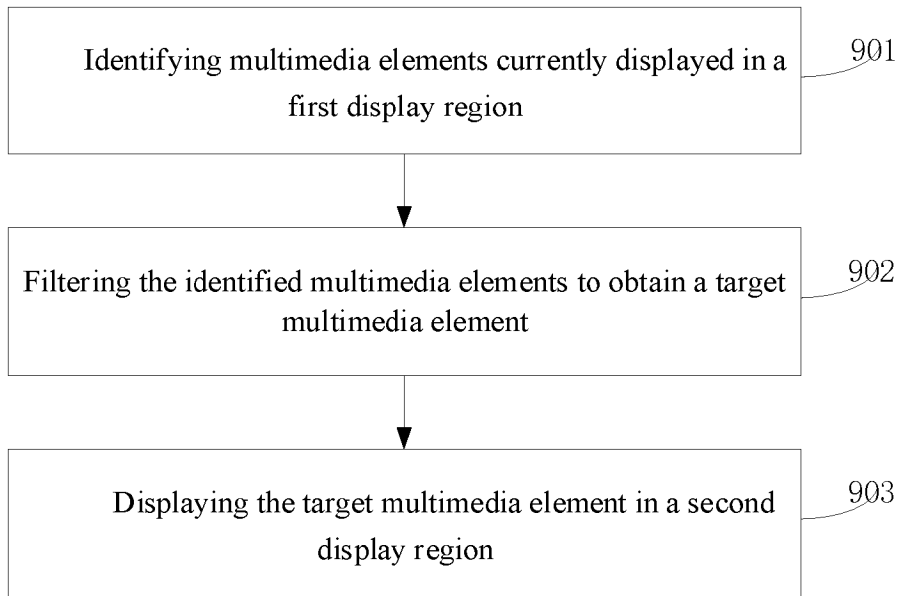 Identifying multimedia elements currently displayed in a
first display region
901
Filtering the identified multimedia elements to obtain a target
multimedia element
902
Displaying the target multimedia element in a second
display region
903